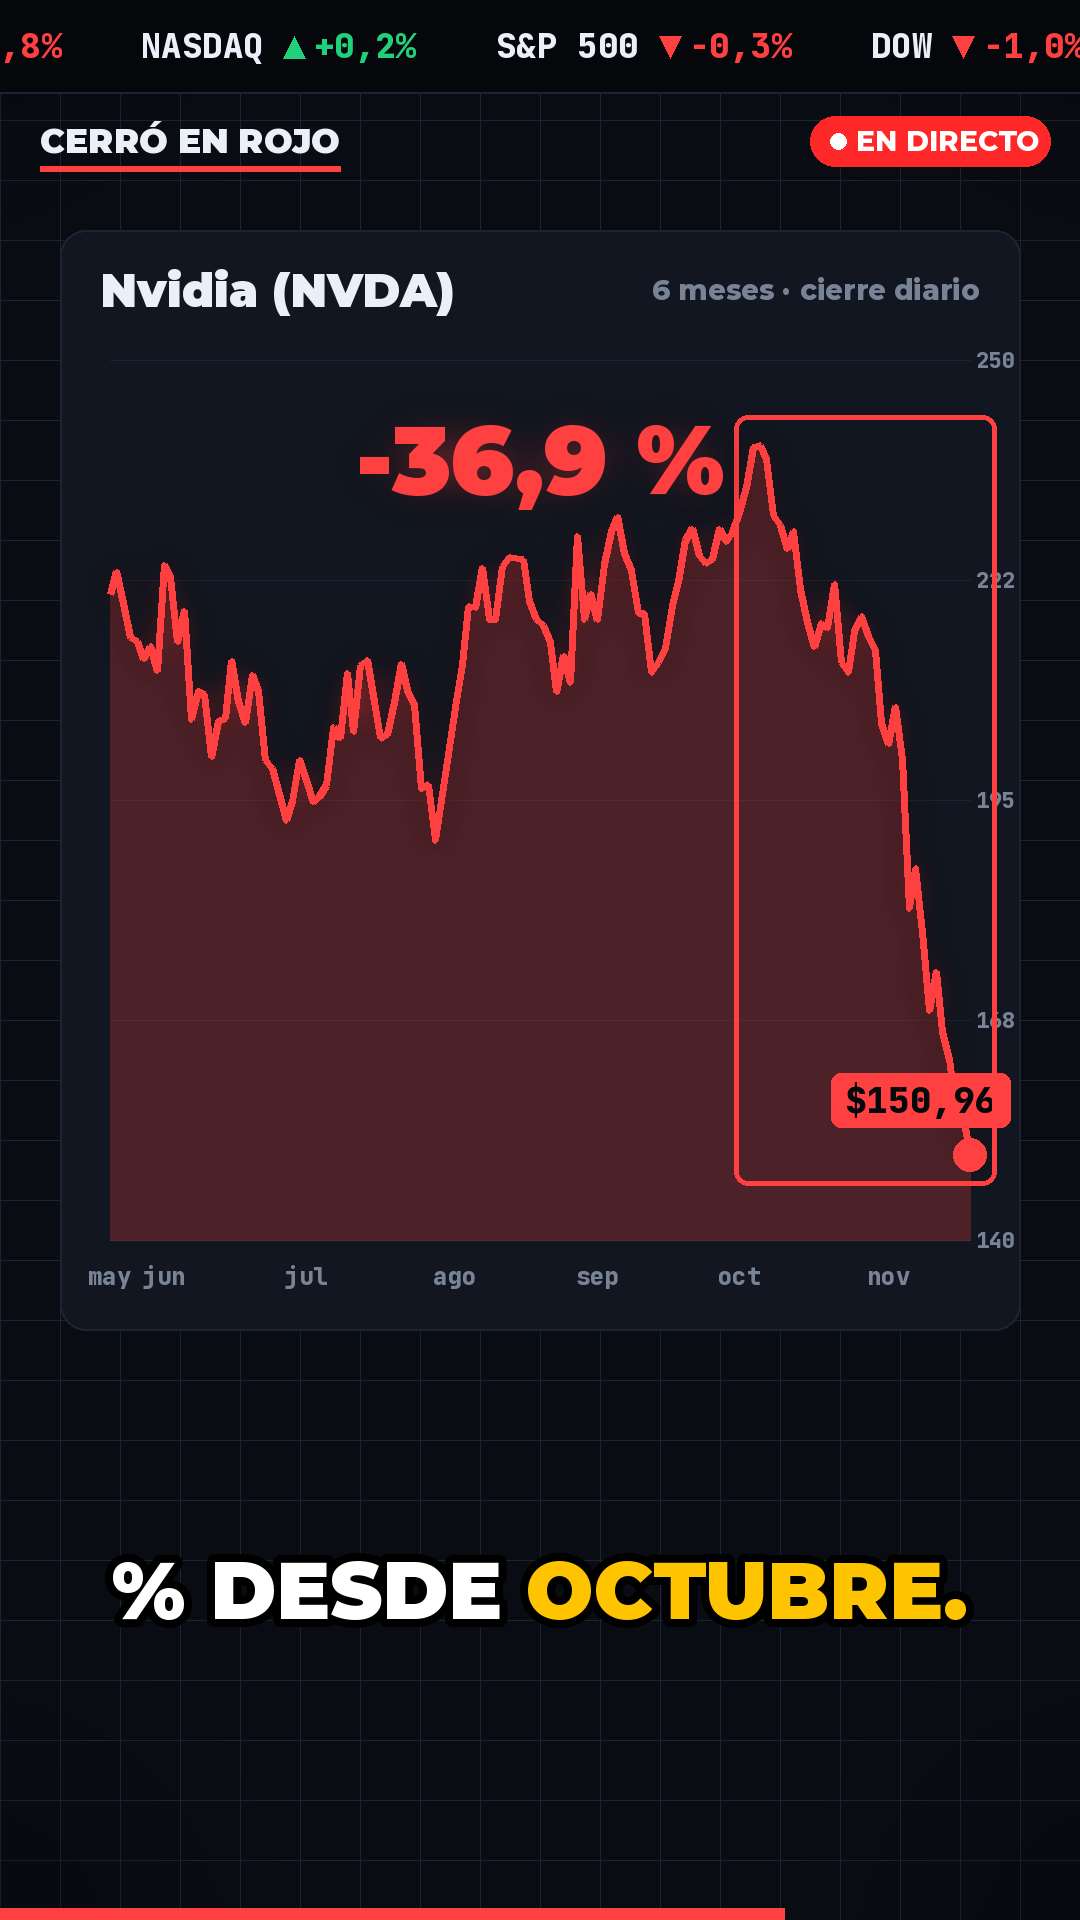 ,8% NASDAQ ▲ +0,2% S&P 500 ▼ -0,3% DOW ▼ -1,0%
CERRÓ EN ROJO
EN DIRECTO
Nvidia (NVDA)
6 meses · cierre diario
250
-36,9 %
222
195
168
$150,96
140
may jun jul ago sep oct nov
% DESDE OCTUBRE.